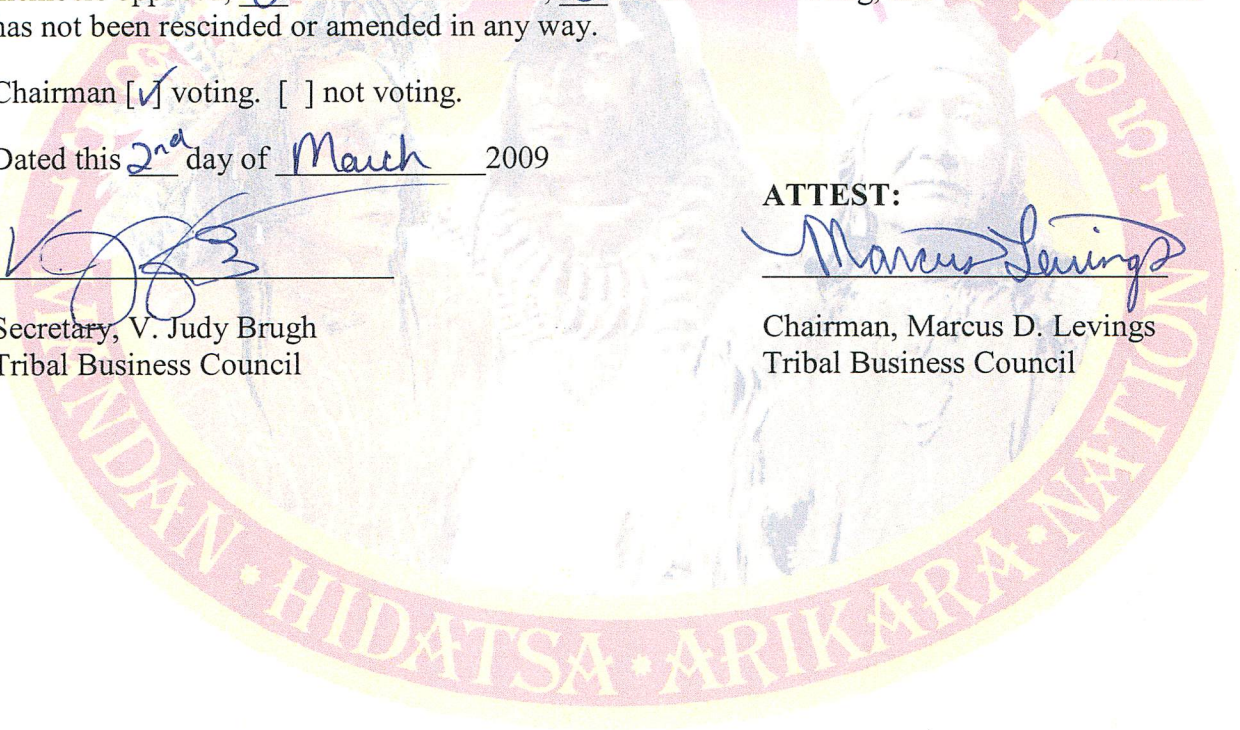 has not been rescinded or amended in any way.
Chairman [✓] voting. [ ] not voting.
Dated this 2nd day of March 2009
ATTEST:
Marcus Levings
Secretary, V. Judy Brugh
Chairman, Marcus D. Levings
Tribal Business Council
Tribal Business Council
MANDAN • HIDATSA • ARIKARA • NATION